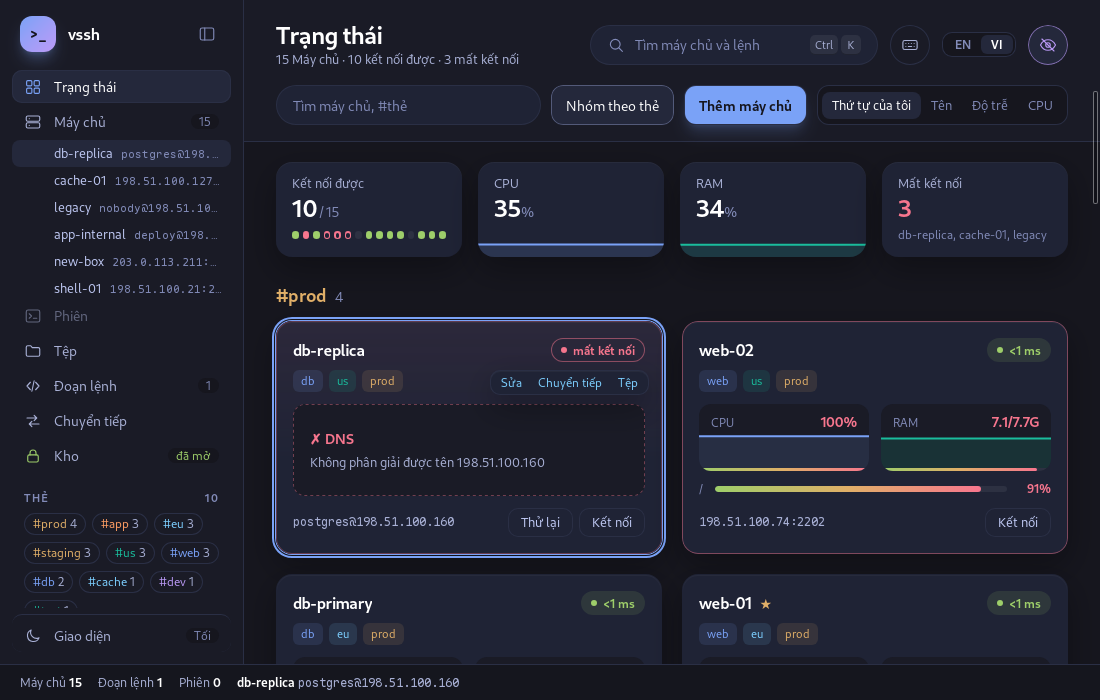 >_ vssh
Trạng thái
Máy chủ 15
db-replica postgres@198.…
cache-01 198.51.100.127…
legacy nobody@198.51.10…
app-internal deploy@198.…
new-box 203.0.113.211:…
shell-01 198.51.100.21:2…
Phiên
Tệp
Đoạn lệnh 1
Chuyển tiếp
Kho đã mở
THẺ 10
#prod 4 #app 3 #eu 3
#staging 3 #us 3 #web 3
#db 2 #cache 1 #dev 1
Giao diện Tối
Trạng thái
15 Máy chủ · 10 kết nối được · 3 mất kết nối
Tìm máy chủ và lệnh Ctrl K
EN VI
Tìm máy chủ, #thẻ
Nhóm theo thẻ
Thêm máy chủ
Thứ tự của tôi Tên Độ trễ CPU
Kết nối được
10 / 15
CPU
35%
RAM
34%
Mất kết nối
3
db-replica, cache-01, legacy
#prod 4
db-replica mất kết nối
db us prod
Sửa Chuyển tiếp Tệp
✗ DNS
Không phân giải được tên 198.51.100.160
postgres@198.51.100.160 Thử lại Kết nối
web-02 <1 ms
web us prod
CPU 100%
RAM 7.1/7.7G
/ 91%
198.51.100.74:2202 Kết nối
db-primary <1 ms
db eu prod
web-01 ★ <1 ms
web eu prod
Máy chủ 15 Đoạn lệnh 1 Phiên 0 db-replica postgres@198.51.100.160